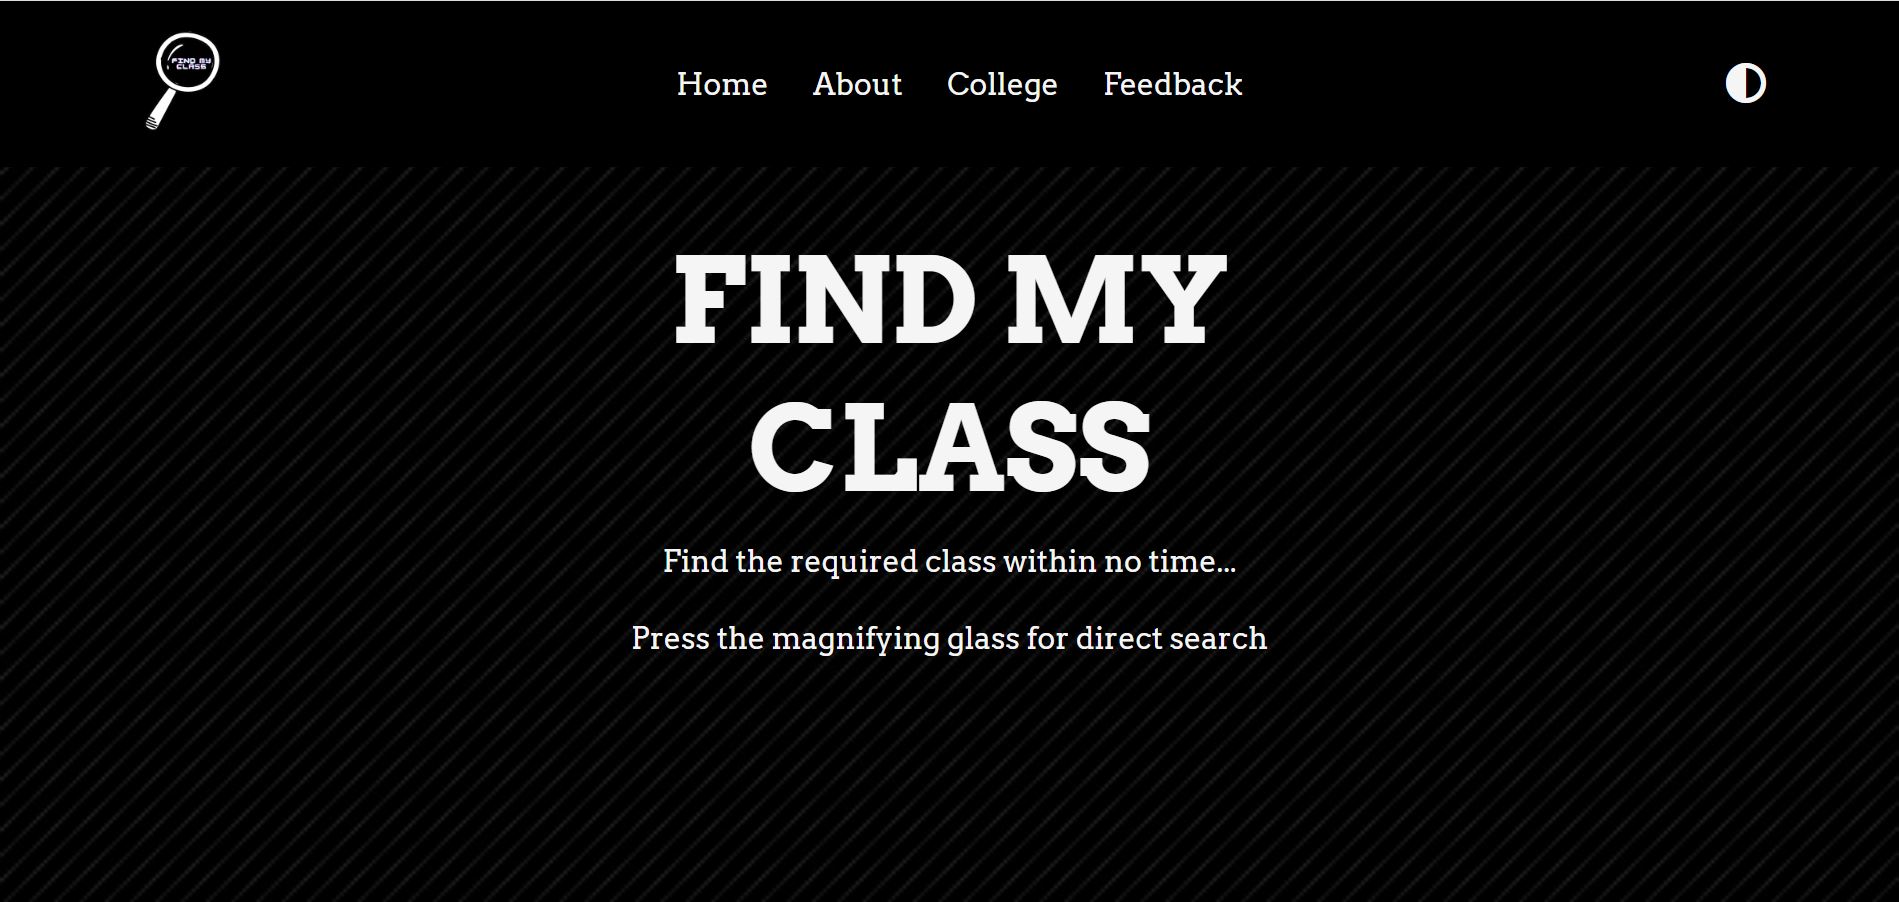 FIND MY
CLASS
Home About College Feedback
FIND MY
CLASS
Find the required class within no time...
Press the magnifying glass for direct search